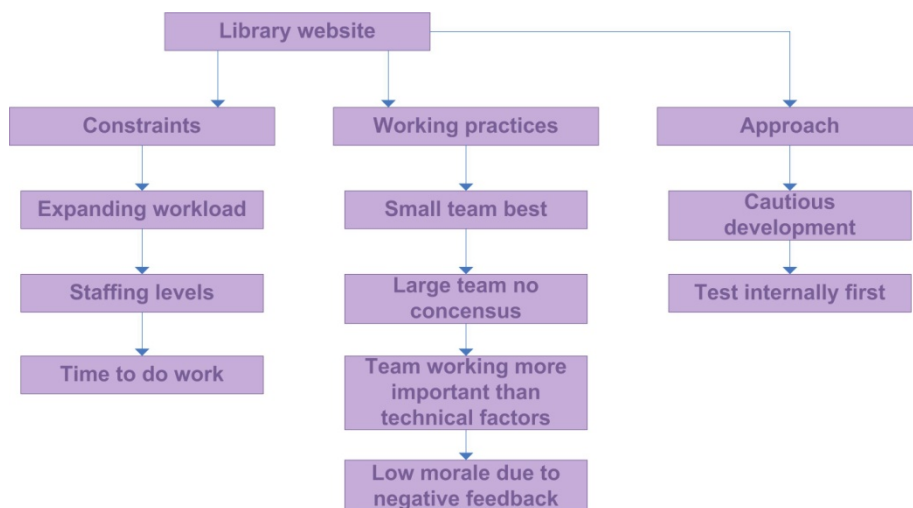 Library website
Constraints
Working practices
Approach
Expanding workload
Small team best
Cautious
development
Staffing levels
Large team no
concensus
Test internally first
Time to do work
Team working more
important than
technical factors
Low morale due to
negative feedback